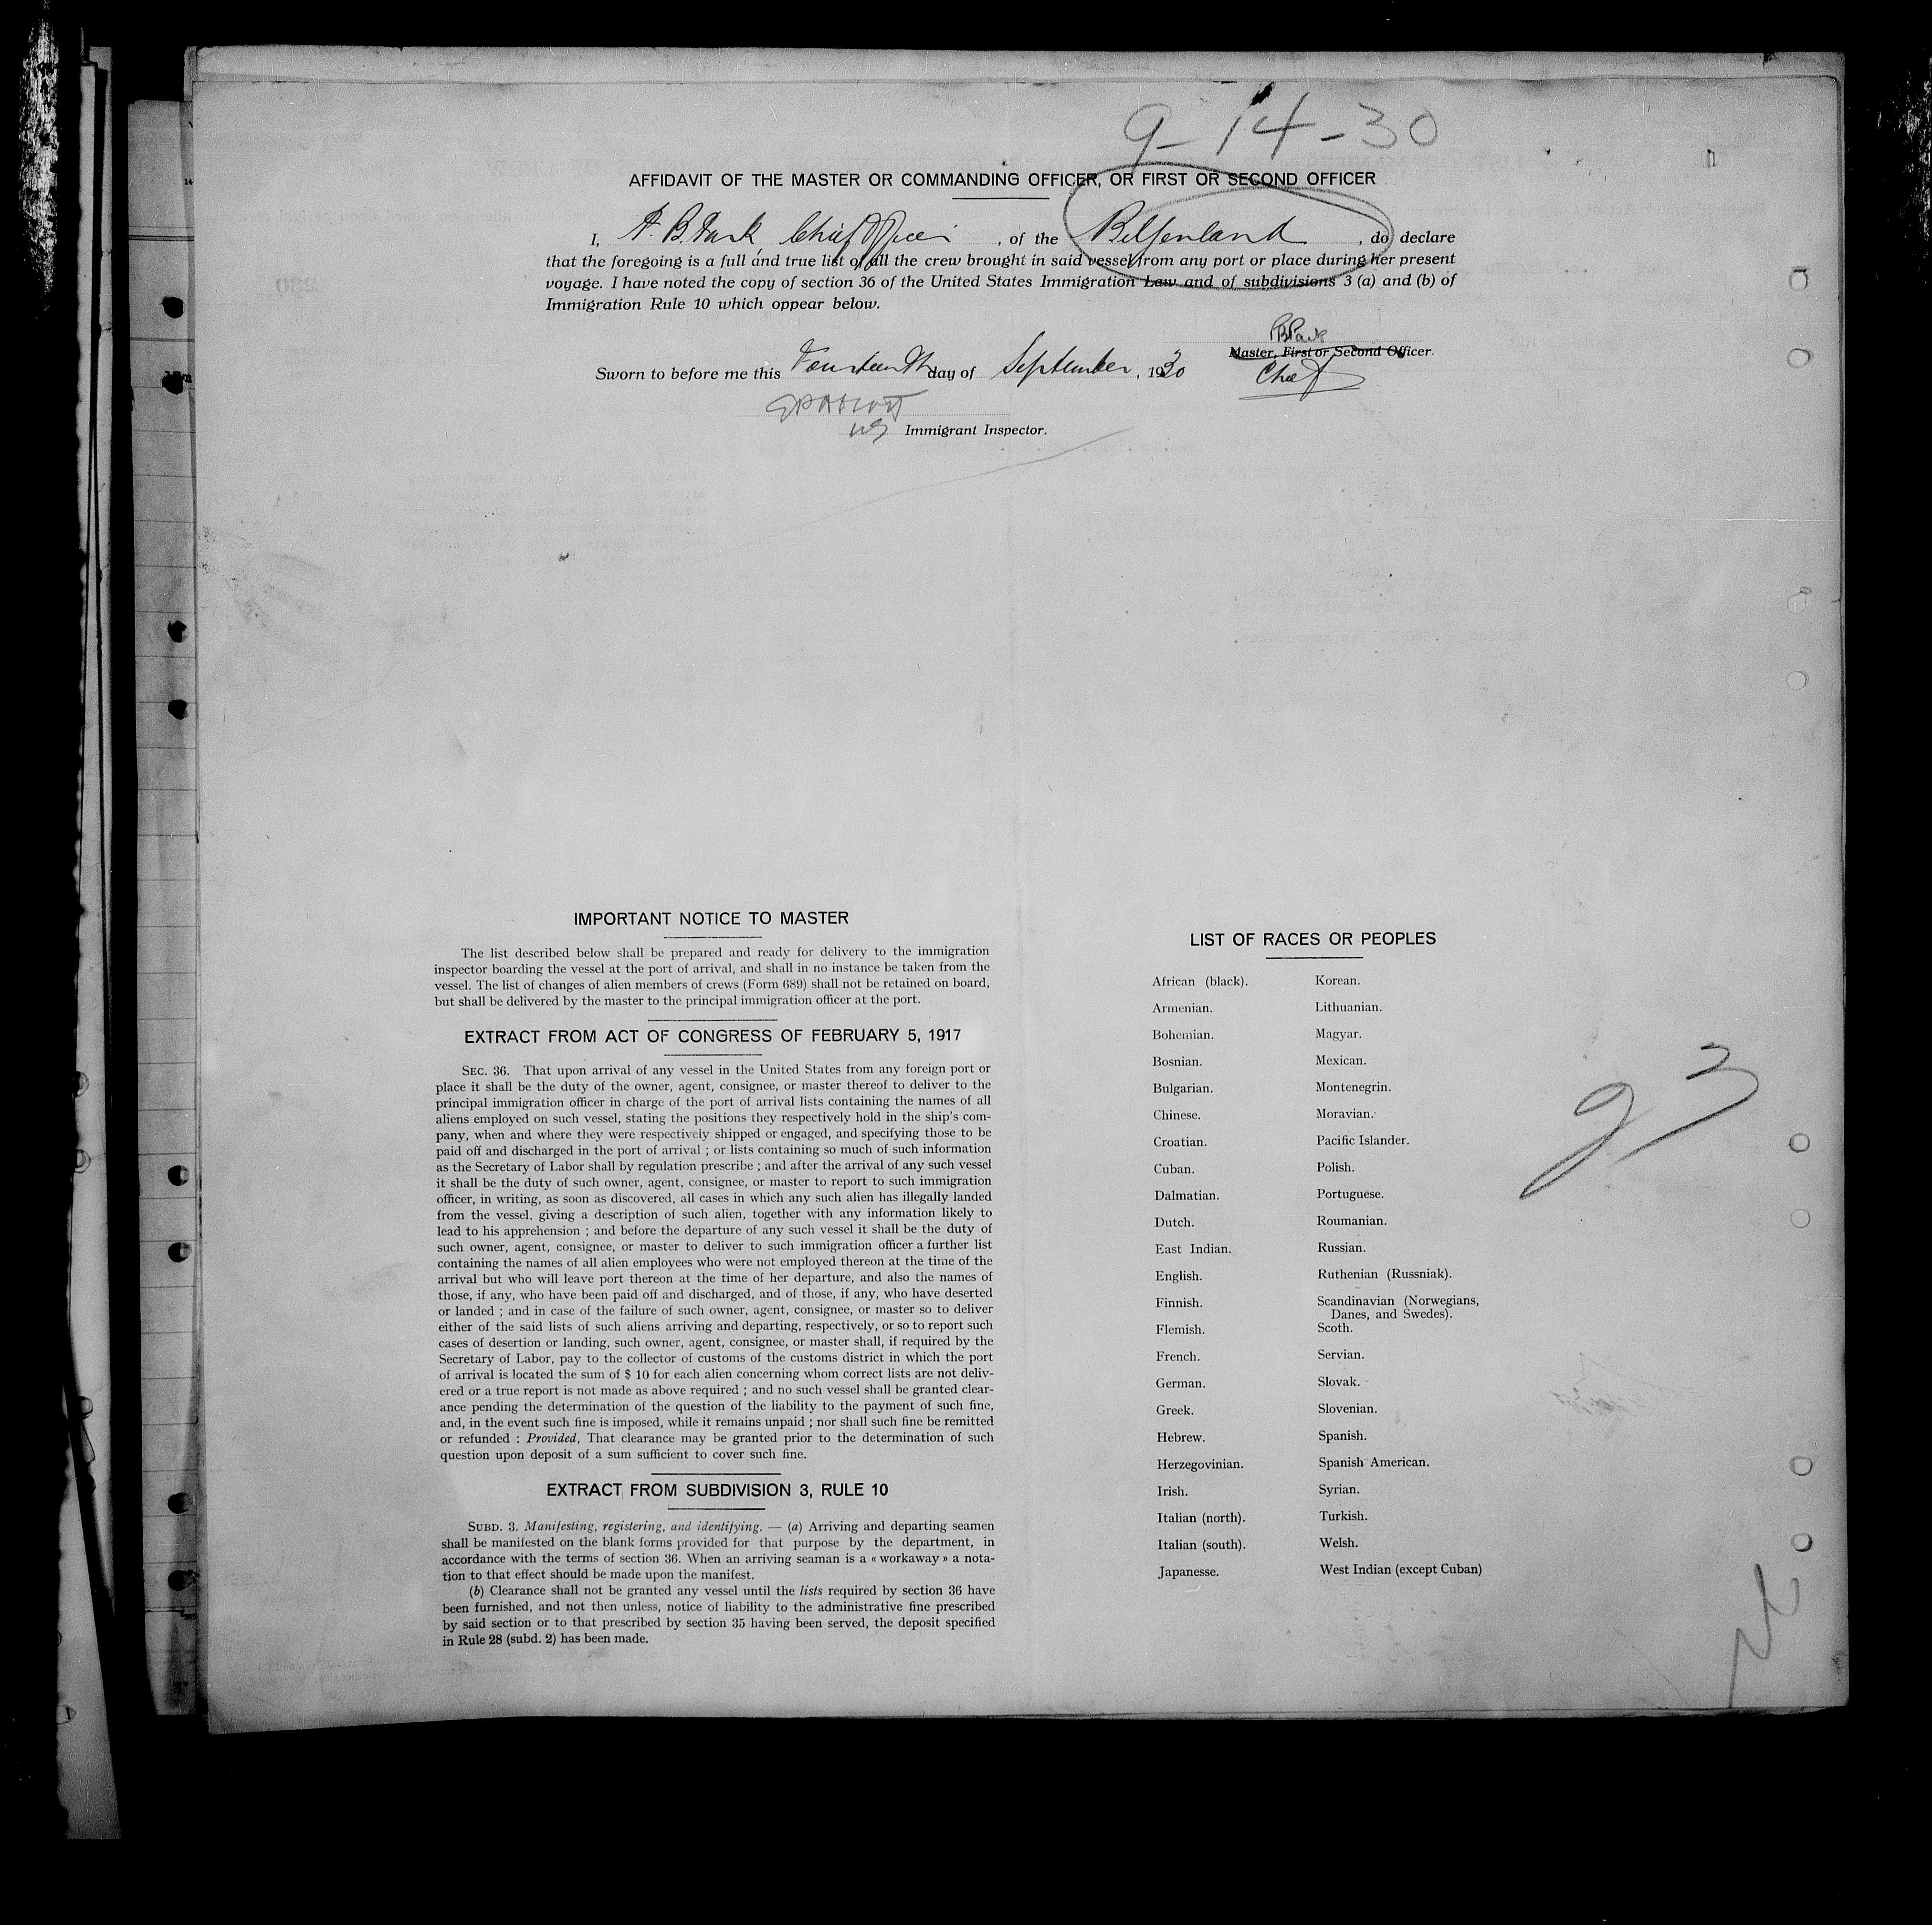 9-14-30
AFFIDAVIT OF THE MASTER OR COMMANDING OFFICER, OR FIRST OR SECOND OFFICER
I, Park, Chief Officer, of the Belgenland, do declare
that the foregoing is a full and true list of all the crew brought in said vessel from any port or place during her present
voyage. I have noted the copy of section 36 of the United States Immigration Law and of subdivisions 3 (a) and (b) of
Immigration Rule 10 which oppear below.
Park
Master, First or Second Officer.
Chief
Sworn to before me this Fourteenth day of September, 1930
Immigrant Inspector.
IMPORTANT NOTICE TO MASTER
The list described below shall be prepared and ready for delivery to the immigration
inspector boarding the vessel at the port of arrival, and shall in no instance be taken from the
vessel. The list of changes of alien members of crews (Form 689) shall not be retained on board,
but shall be delivered by the master to the principal immigration officer at the port.
EXTRACT FROM ACT OF CONGRESS OF FEBRUARY 5, 1917
SEC. 36. That upon arrival of any vessel in the United States from any foreign port or
place it shall be the duty of the owner, agent, consignee, or master thereof to deliver to the
principal immigration officer in charge of the port of arrival lists containing the names of all
aliens employed on such vessel, stating the positions they respectively hold in the ship's com-
pany, when and where they were respectively shipped or engaged, and specifying those to be
paid off and discharged in the port of arrival ; or lists containing so much of such information
as the Secretary of Labor shall by regulation prescribe ; and after the arrival of any such vessel
it shall be the duty of such owner, agent, consignee, or master to report to such immigration
officer, in writing, as soon as discovered, all cases in which any such alien has illegally landed
from the vessel, giving a description of such alien, together with any information likely to
lead to his apprehension ; and before the departure of any such vessel it shall be the duty of
such owner, agent, consignee, or master to deliver to such immigration officer a further list
containing the names of all alien employees who were not employed thereon at the time of the
arrival but who will leave port thereon at the time of her departure, and also the names of
those, if any, who have been paid off and discharged, and of those, if any, who have deserted
or landed ; and in case of the failure of such owner, agent, consignee, or master so to deliver
either of the said lists of such aliens arriving and departing, respectively, or so to report such
cases of desertion or landing, such owner, agent, consignee, or master shall, if required by the
Secretary of Labor, pay to the collector of customs of the customs district in which the port
of arrival is located the sum of $ 10 for each alien concerning whom correct lists are not deliv-
ered or a true report is not made as above required ; and no such vessel shall be granted clear-
ance pending the determination of the question of the liability to the payment of such fine,
and, in the event such fine is imposed, while it remains unpaid ; nor shall such fine be remitted
or refunded : Provided, That clearance may be granted prior to the determination of such
question upon deposit of a sum sufficient to cover such fine.
EXTRACT FROM SUBDIVISION 3, RULE 10
SUBD. 3. Manifesting, registering, and identifying. — (a) Arriving and departing seamen
shall be manifested on the blank forms provided for that purpose by the department, in
accordance with the terms of section 36. When an arriving seaman is a « workaway » a nota-
tion to that effect should be made upon the manifest.
(b) Clearance shall not be granted any vessel until the lists required by section 36 have
been furnished, and not then unless, notice of liability to the administrative fine prescribed
by said section or to that prescribed by section 35 having been served, the deposit specified
in Rule 28 (subd. 2) has been made.
LIST OF RACES OR PEOPLES
African (black).
Armenian.
Bohemian.
Bosnian.
Bulgarian.
Chinese.
Croatian.
Cuban.
Dalmatian.
Dutch.
East Indian.
English.
Finnish.
Flemish.
French.
German.
Greek.
Hebrew.
Herzegovinian.
Irish.
Italian (north).
Italian (south).
Japanesse.
Korean.
Lithuanian.
Magyar.
Mexican.
Montenegrin.
Moravian.
Pacific Islander.
Polish.
Portuguese.
Roumanian.
Russian.
Ruthenian (Russniak).
Scandinavian (Norwegians,
Danes, and Swedes).
Scoth.
Servian.
Slovak.
Slovenian.
Spanish.
Spanish American.
Syrian.
Turkish.
Welsh.
West Indian (except Cuban)
93